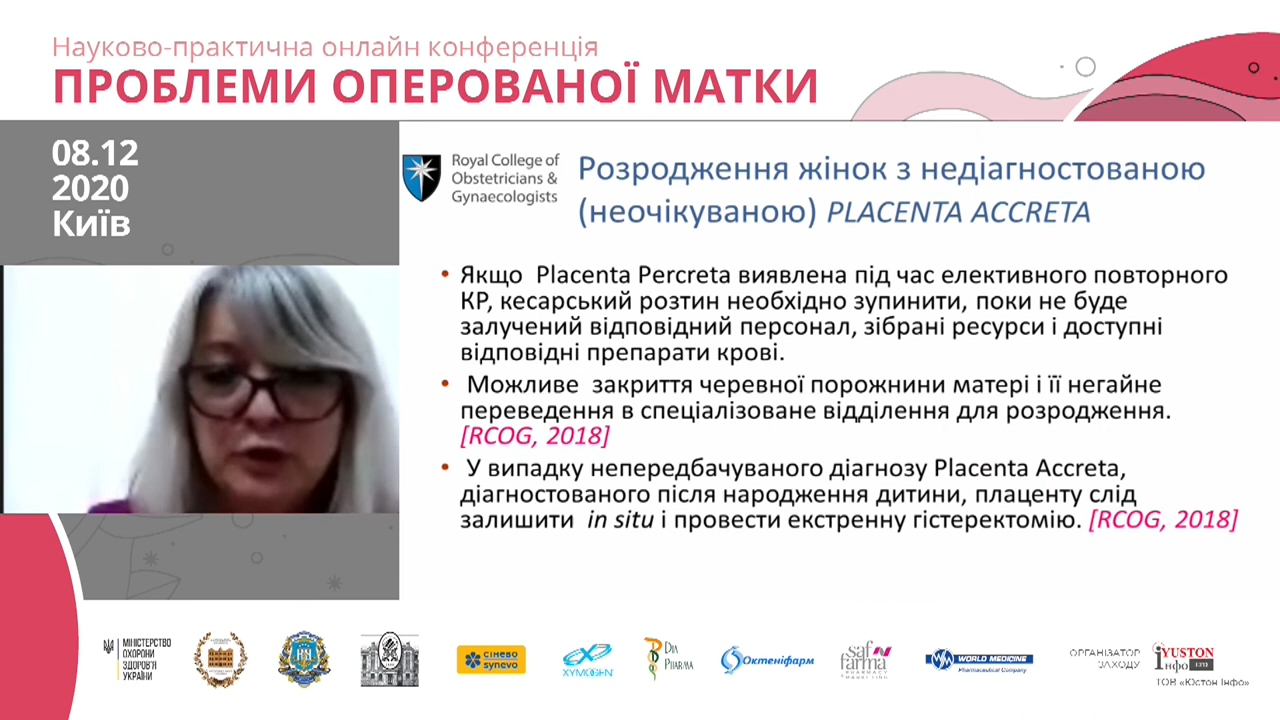 Науково-практична онлайн конференція
ПРОБЛЕМИ ОПЕРОВАНОЇ МАТКИ
08.12
2020
Київ
Royal College of
Obstetricians &
Gynaecologists
Розродження жінок з недіагностованою
(неочікуваною) PLACENTA ACCRETA
• Якщо Placenta Percreta виявлена під час елективного повторного
КР, кесарський розтин необхідно зупинити, поки не буде
залучений відповідний персонал, зібрані ресурси і доступні
відповідні препарати крові.
• Можливе закриття черевної порожнини матері і її негайне
переведення в спеціалізоване відділення для розродження.
[RCOG, 2018]
• У випадку непередбачуваного діагнозу Placenta Accreta,
діагностованого після народження дитини, плаценту слід
залишити in situ і провести екстренну гістеректомію. [RCOG, 2018]
МІНІСТЕРСТВО
ОХОРОНИ
ЗДОРОВ'Я
УКРАЇНИ
СІНЕВО
synevo
XYMOGEN
DIA
PHARMA
Октеніфарм
saf
farma
WORLD MEDICINE
Pharmaceutical Company
ОРГАНІЗАТОР
ЗАХОДУ
YUSTON
інфо
ТОВ «Юстон Інфо»